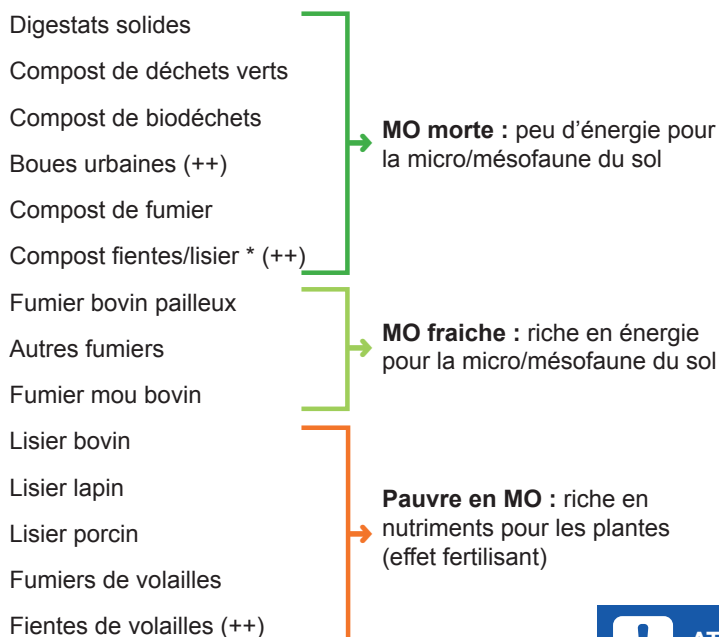 Digestats solides
Compost de déchets verts
Compost de biodéchets
Boues urbaines (++)
Compost de fumier
Compost fientes/lisier * (++)
MO morte : peu d'énergie pour
la micro/mésofaune du sol
Fumier bovin pailleux
Autres fumiers
Fumier mou bovin
MO fraiche : riche en énergie
pour la micro/mésofaune du sol
Lisier bovin
Lisier lapin
Lisier porcin
Fumiers de volailles
Fientes de volailles (++)
Pauvre en MO : riche en
nutriments pour les plantes
(effet fertilisant)